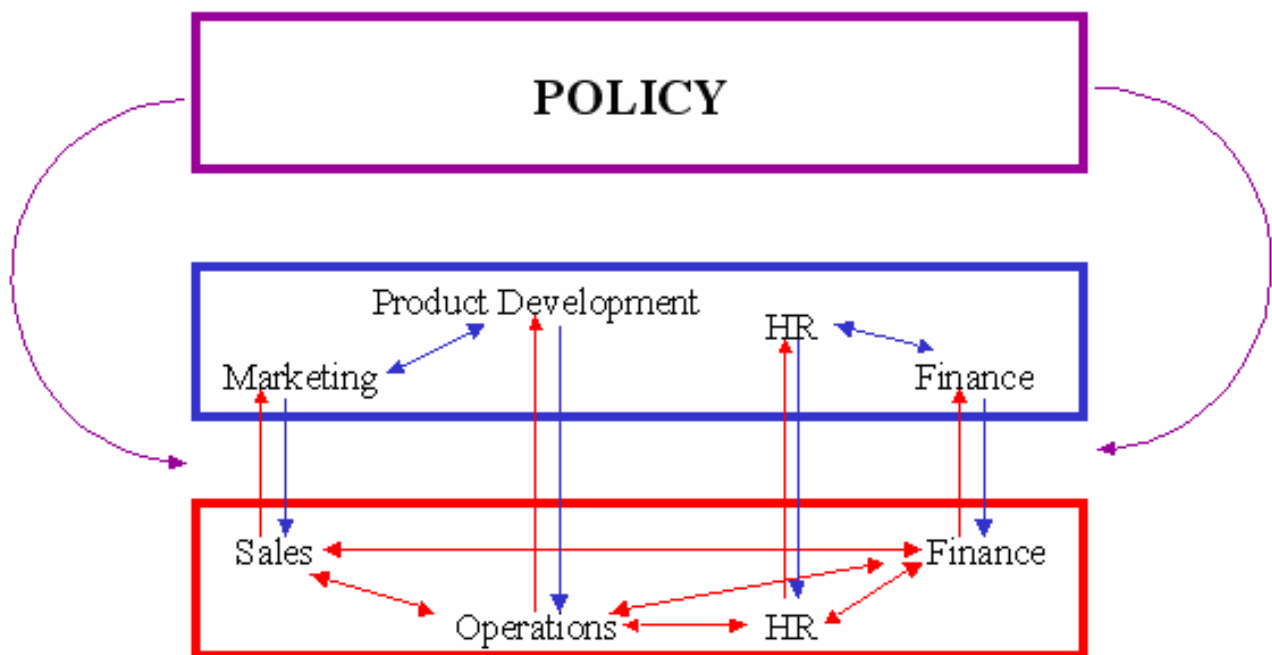 POLICY
Product Development
HR
Marketing
Finance
Sales
Finance
Operations
HR